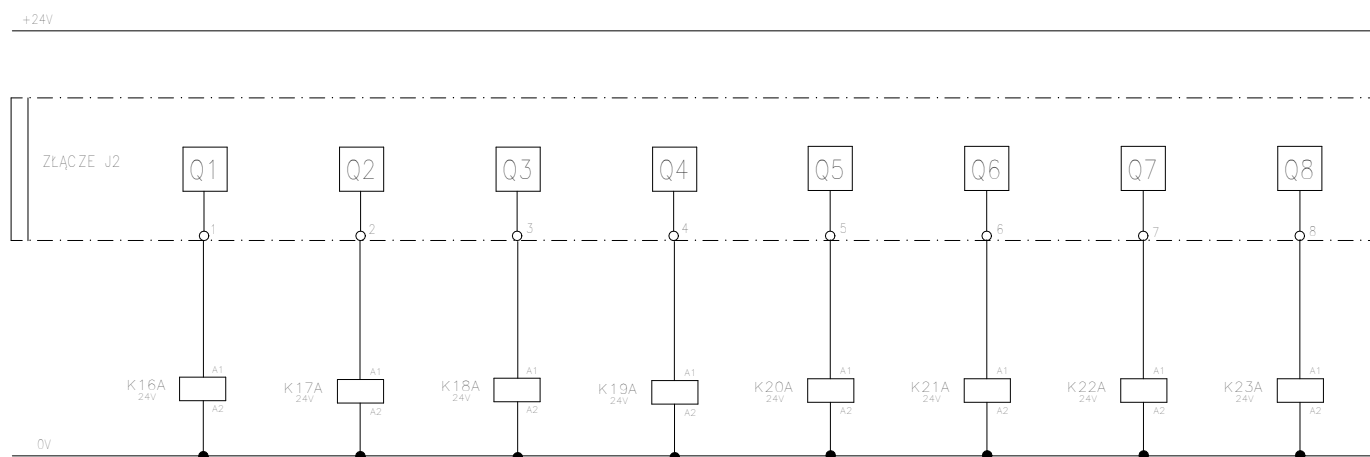 +24V
ZŁĄCZE J2
Q1 Q2 Q3 Q4 Q5 Q6 Q7 Q8
1 2 3 4 5 6 7 8
A1 A1 A1 A1 A1 A1 A1 A1
K16A K17A K18A K19A K20A K21A K22A K23A
24V 24V 24V 24V 24V 24V 24V 24V
A2 A2 A2 A2 A2 A2 A2 A2
0V